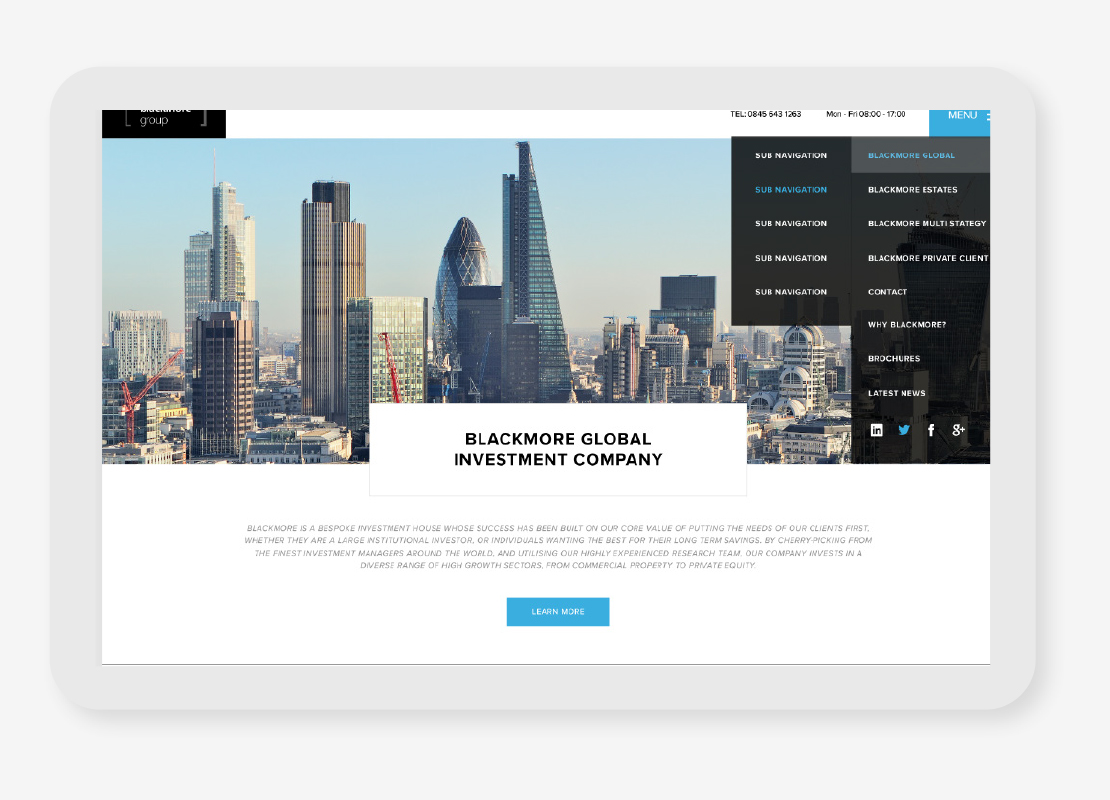 group
TEL: 0845 643 1263
Mon - Fri 08:00 - 17:00
MENU
SUB NAVIGATION
SUB NAVIGATION
SUB NAVIGATION
SUB NAVIGATION
SUB NAVIGATION
BLACKMORE GLOBAL
BLACKMORE ESTATES
BLACKMORE MULTI STATEGY
BLACKMORE PRIVATE CLIENT
CONTACT
WHY BLACKMORE?
BROCHURES
LATEST NEWS
BLACKMORE GLOBAL
INVESTMENT COMPANY
BLACKMORE IS A BESPOKE INVESTMENT HOUSE WHOSE SUCCESS HAS BEEN BUILT ON OUR CORE VALUE OF PUTTING THE NEEDS OF OUR CLIENTS FIRST,
WHETHER THEY ARE A LARGE INSTITUTIONAL INVESTOR, OR INDIVIDUALS WANTING THE BEST FOR THEIR LONG TERM SAVINGS. BY CHERRY-PICKING FROM
THE FINEST INVESTMENT MANAGERS AROUND THE WORLD, AND UTILISING OUR HIGHLY EXPERIENCED RESEARCH TEAM, OUR COMPANY INVESTS IN A
DIVERSE RANGE OF HIGH GROWTH SECTORS, FROM COMMERCIAL PROPERTY TO PRIVATE EQUITY.
LEARN MORE